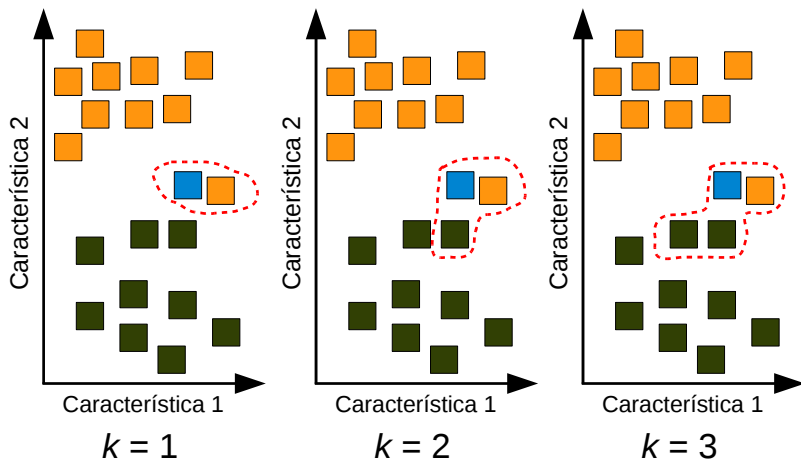 Característica 2
Característica 1
k = 1
Característica 2
Característica 1
k = 2
Característica 2
Característica 1
k = 3